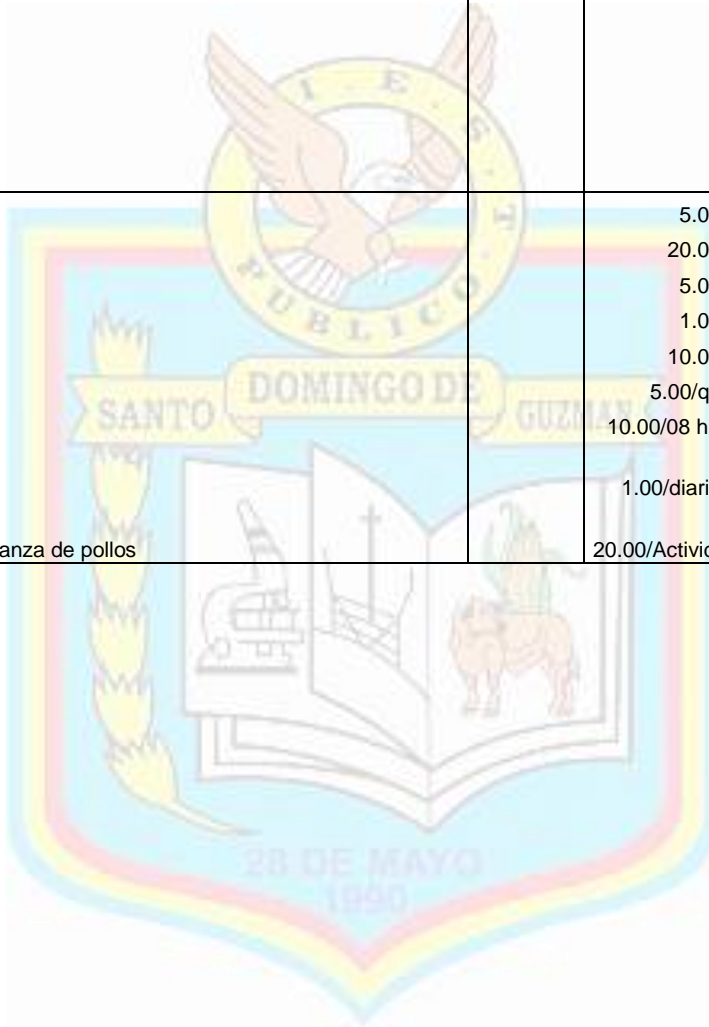 I . E . S . T .
PUBLICO
5.0
20.0
5.0
1.0
10.0
5.00/q
SANTO DOMINGO DE GUZMAN
10.00/08 h
1.00/diari
anza de pollos
20.00/Activid
28 DE MAYO
1990